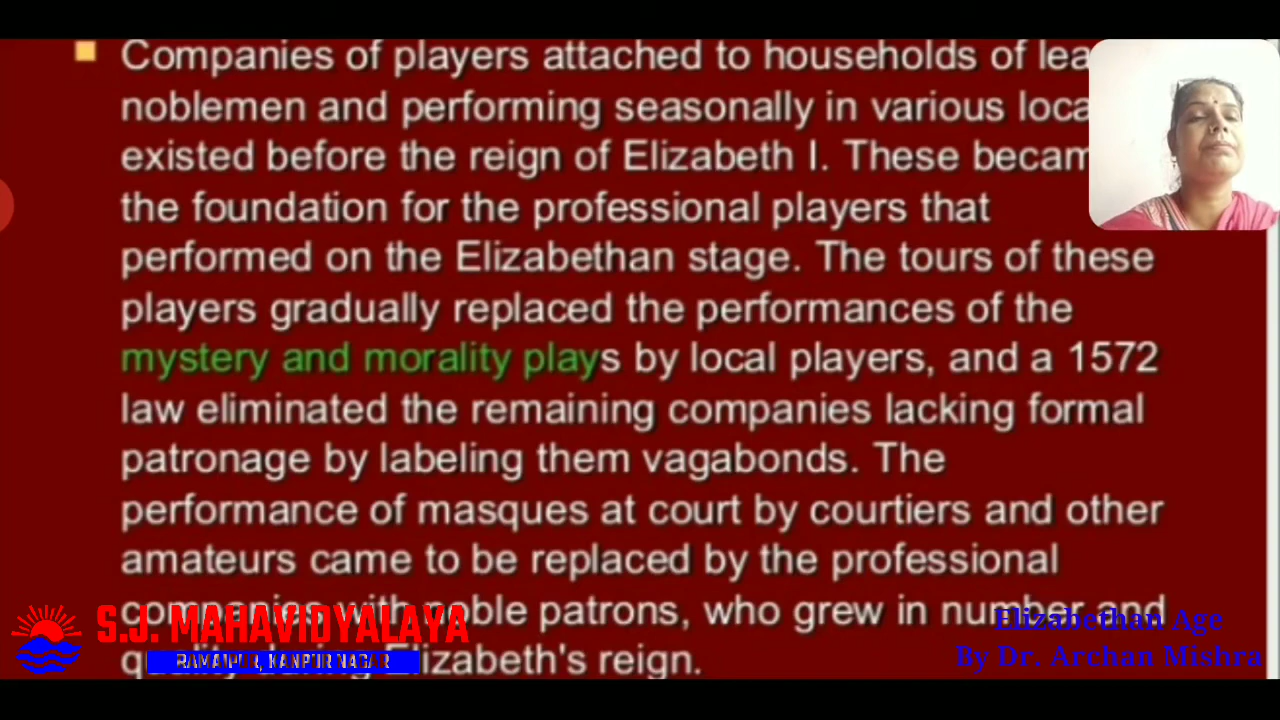 Companies of players attached to households of
noblemen and performing seasonally in various
existed before the reign of Elizabeth I. These
the foundation for the professional players that
performed on the Elizabethan stage. The tours of these
players gradually replaced the performances of the
mystery and morality plays by local players, and a 1572
law eliminated the remaining companies lacking formal
patronage by labeling them vagabonds. The
performance of masques at court by courtiers and other
amateurs came to be replaced by the professional
companies with noble patrons, who grew in number and
quality during Elizabeth's reign.
S.J. MAHAVIDYALAYA
RAMAIPUR, KANPUR NAGAR
Elizabethan Age
By Dr. Archan Mishra